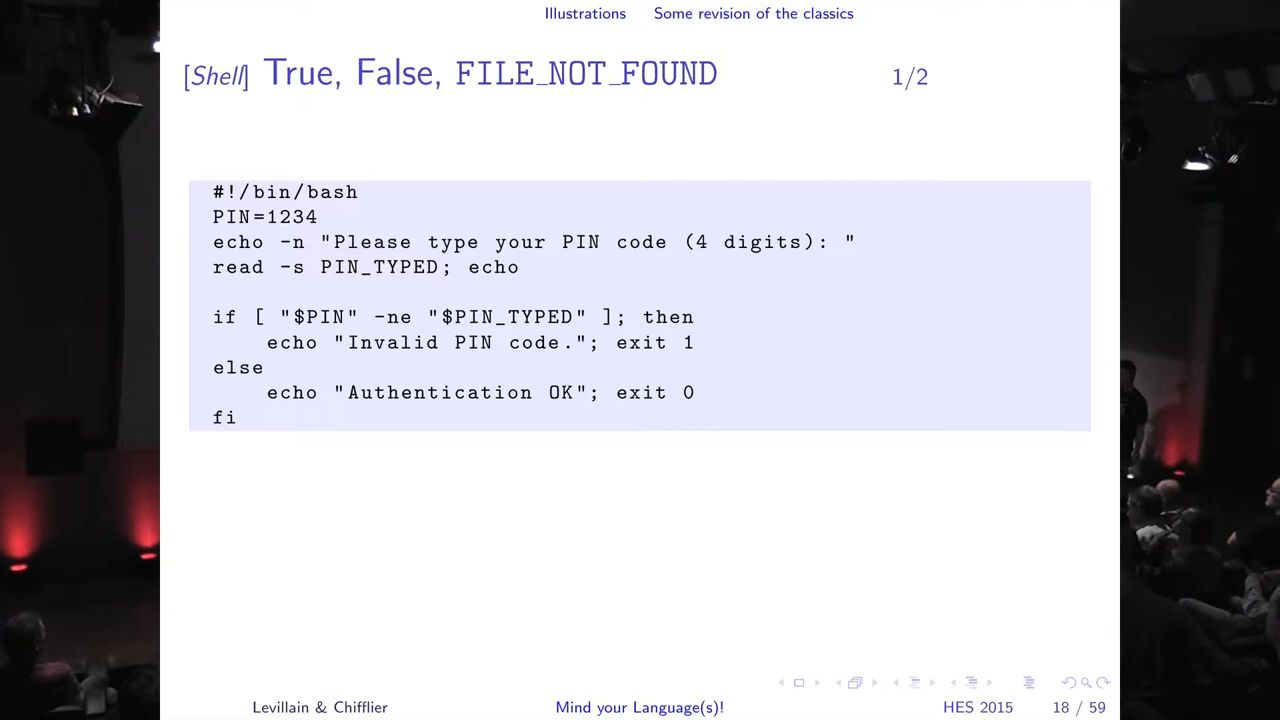 Illustrations Some revision of the classics
[Shell] True, False, FILE_NOT_FOUND 1/2
#!/bin/bash
PIN=1234
echo -n "Please type your PIN code (4 digits): "
read -s PIN_TYPED; echo
if [ "$PIN" -ne "$PIN_TYPED" ]; then
echo "Invalid PIN code."; exit 1
else
echo "Authentication OK"; exit 0
fi
Levillain & Chifflier Mind your Language(s)! HES 2015 18 / 59